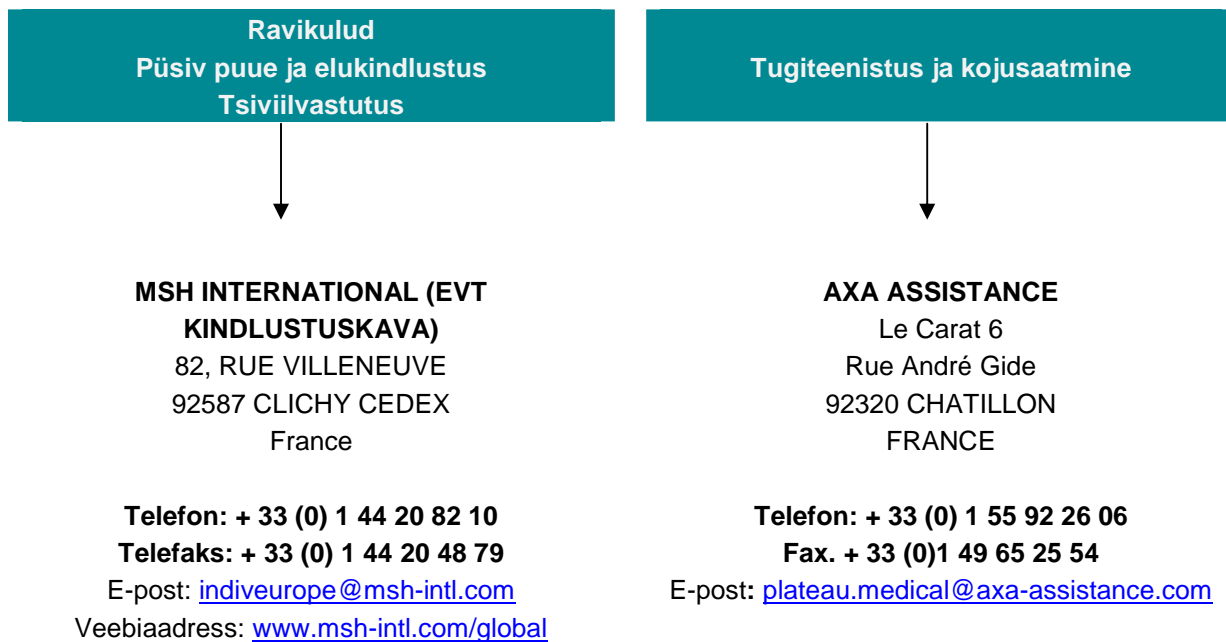 Ravikulud
Püsiv puue ja elukindlustus
Tsiviilvastutus
Tugiteenistus ja kojusaatmine
MSH INTERNATIONAL (EVT
KINDLUSTUSKAVA)
82, RUE VILLENEUVE
92587 CLICHY CEDEX
France
Telefon: + 33 (0) 1 44 20 82 10
Telefaks: + 33 (0) 1 44 20 48 79
E-post: indiveurope@msh-intl.com
Veebiaadress: www.msh-intl.com/global
AXA ASSISTANCE
Le Carat 6
Rue André Gide
92320 CHATILLON
FRANCE
Telefon: + 33 (0) 1 55 92 26 06
Fax. + 33 (0)1 49 65 25 54
E-post: plateau.medical@axa-assistance.com